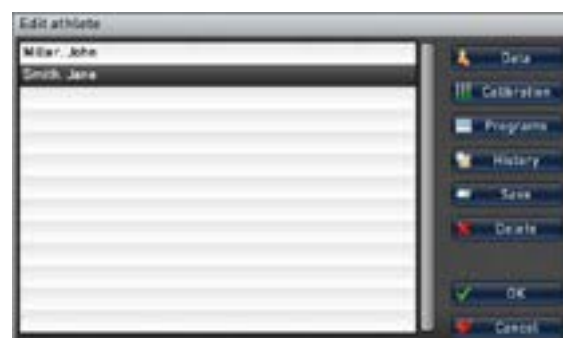 Edit athlete
Miller, John
Smith, Jane
Data
Calibration
Programs
History
Save
Delete
OK
Cancel